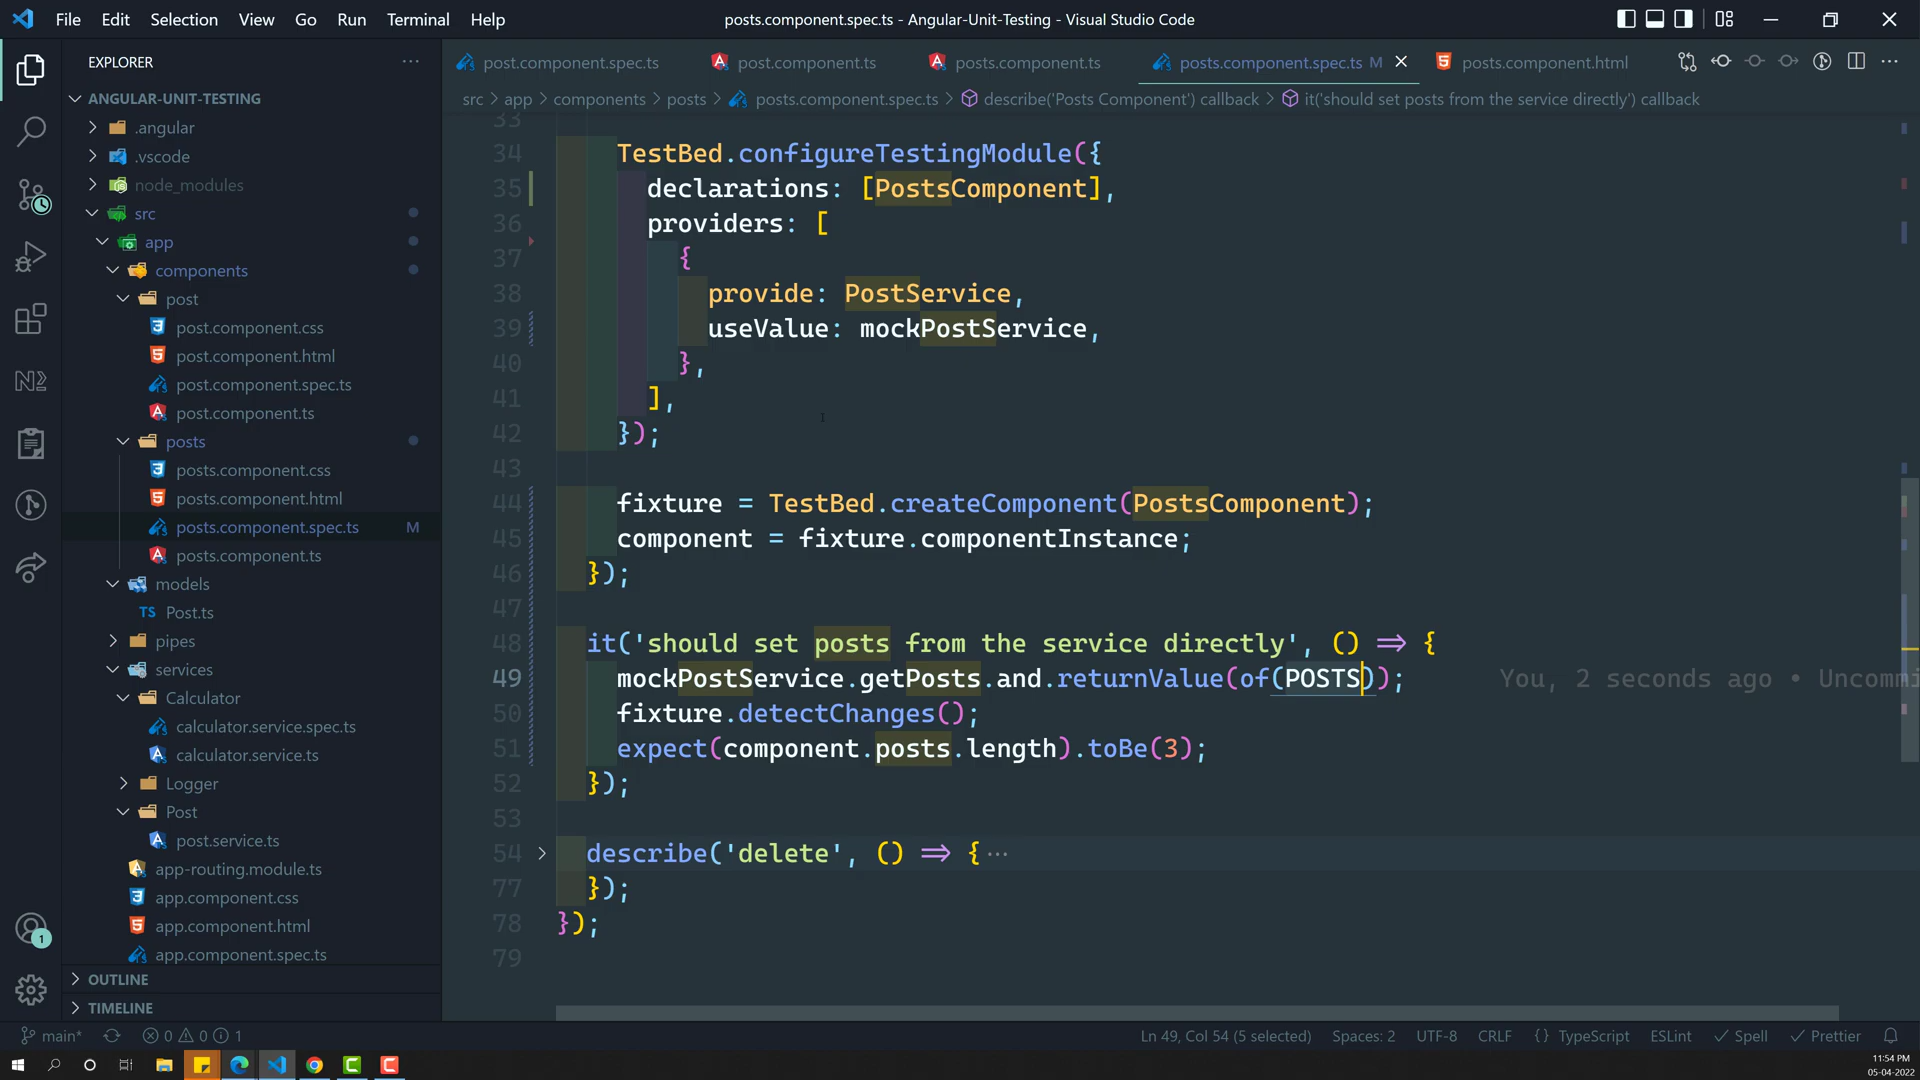 File Edit Selection View Go Run Terminal Help
posts.component.spec.ts - Angular-Unit-Testing - Visual Studio Code
EXPLORER
ANGULAR-UNIT-TESTING
.angular
.vscode
node_modules
src
app
components
post
post.component.css
post.component.html
post.component.spec.ts
post.component.ts
posts
posts.component.css
posts.component.html
posts.component.spec.ts M
posts.component.ts
models
TS Post.ts
pipes
services
Calculator
calculator.service.spec.ts
calculator.service.ts
Logger
Post
post.service.ts
app-routing.module.ts
app.component.css
app.component.html
app.component.spec.ts
OUTLINE
TIMELINE
post.component.spec.ts post.component.ts posts.component.ts posts.component.spec.ts M posts.component.html
src > app > components > posts > posts.component.spec.ts > describe('Posts Component') callback > it('should set posts from the service directly') callback
33
34 TestBed.configureTestingModule({
35 declarations: [PostsComponent],
36 providers: [
37 {
38 provide: PostService,
39 useValue: mockPostService,
40 },
41 ],
42 });
43
44 fixture = TestBed.createComponent(PostsComponent);
45 component = fixture.componentInstance;
46 });
47
48 it('should set posts from the service directly', () => {
49 mockPostService.getPosts.and.returnValue(of(POSTS)); You, 2 seconds ago • Uncommi
50 fixture.detectChanges();
51 expect(component.posts.length).toBe(3);
52 });
53
54 describe('delete', () => {…
77 });
78 });
79
main* 0 0 1 Ln 49, Col 54 (5 selected) Spaces: 2 UTF-8 CRLF {} TypeScript ESLint Spell Prettier
11:54 PM
05-04-2022